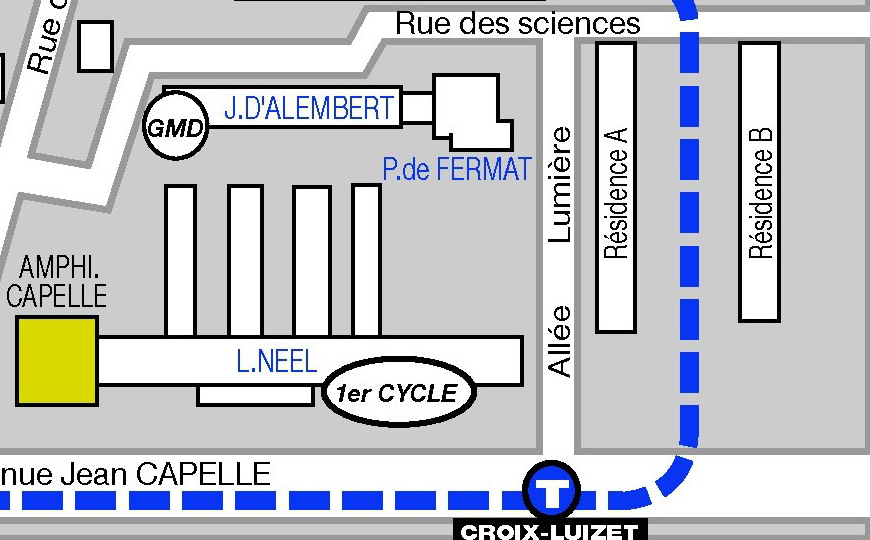 Rue des sciences
Rue
J.D'ALEMBERT
GMD
P.de FERMAT
Allée Lumière
Résidence A
Résidence B
AMPHI.
CAPELLE
L.NEEL
1er CYCLE
nue Jean CAPELLE
T
CROIX-LUIZET